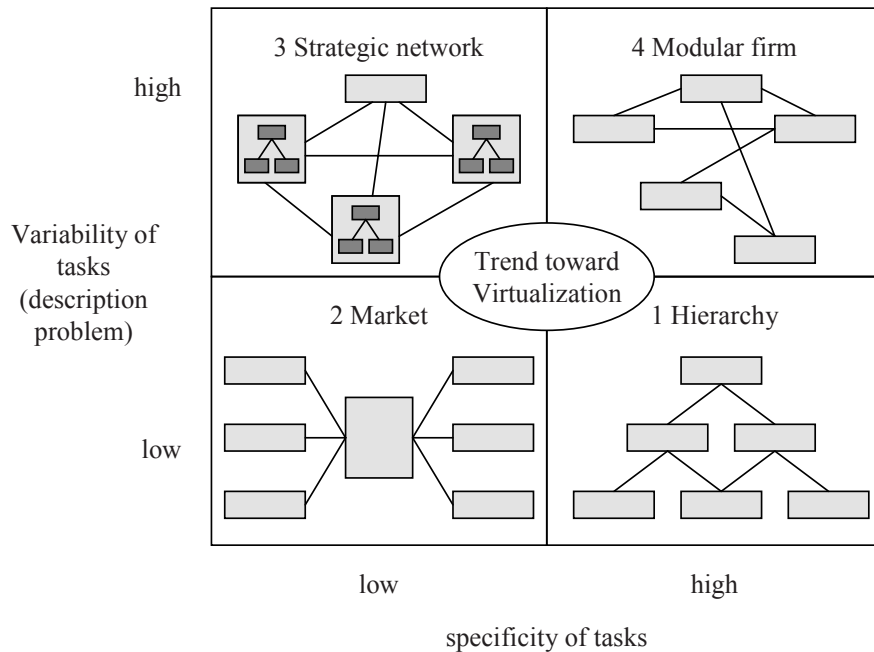 3 Strategic network
4 Modular firm
high
Variability of
tasks
(description
problem)
Trend toward
Virtualization
2 Market
1 Hierarchy
low
low
high
specificity of tasks